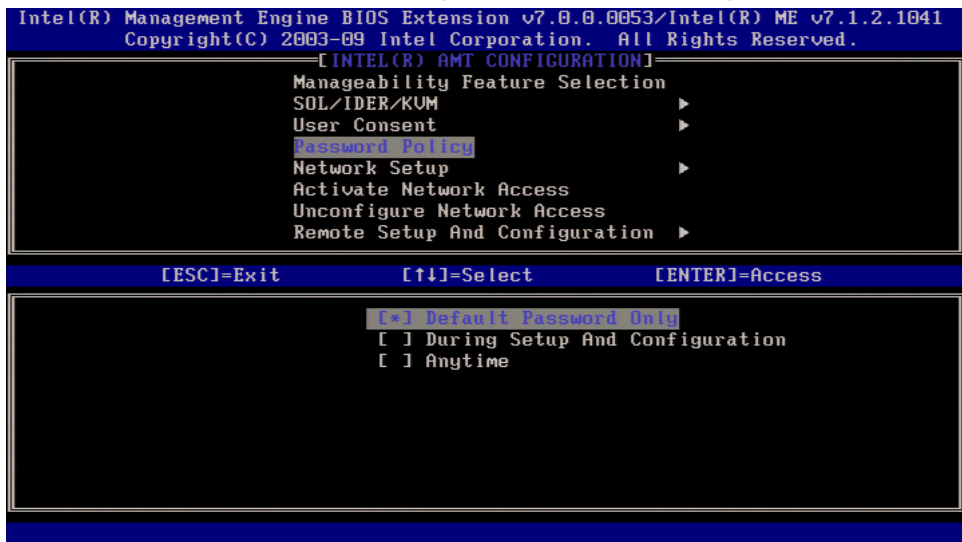 Intel(R) Management Engine BIOS Extension v7.0.0.0053/Intel(R) ME v7.1.2.1041
Copyright(C) 2003-09 Intel Corporation. All Rights Reserved.
[INTEL(R) AMT CONFIGURATION]
Manageability Feature Selection
SOL/IDER/KVM ►
User Consent ►
Password Policy
Network Setup ►
Activate Network Access
Unconfigure Network Access
Remote Setup And Configuration ►
[ESC]=Exit [↑↓]=Select [ENTER]=Access
[*] Default Password Only
[ ] During Setup And Configuration
[ ] Anytime